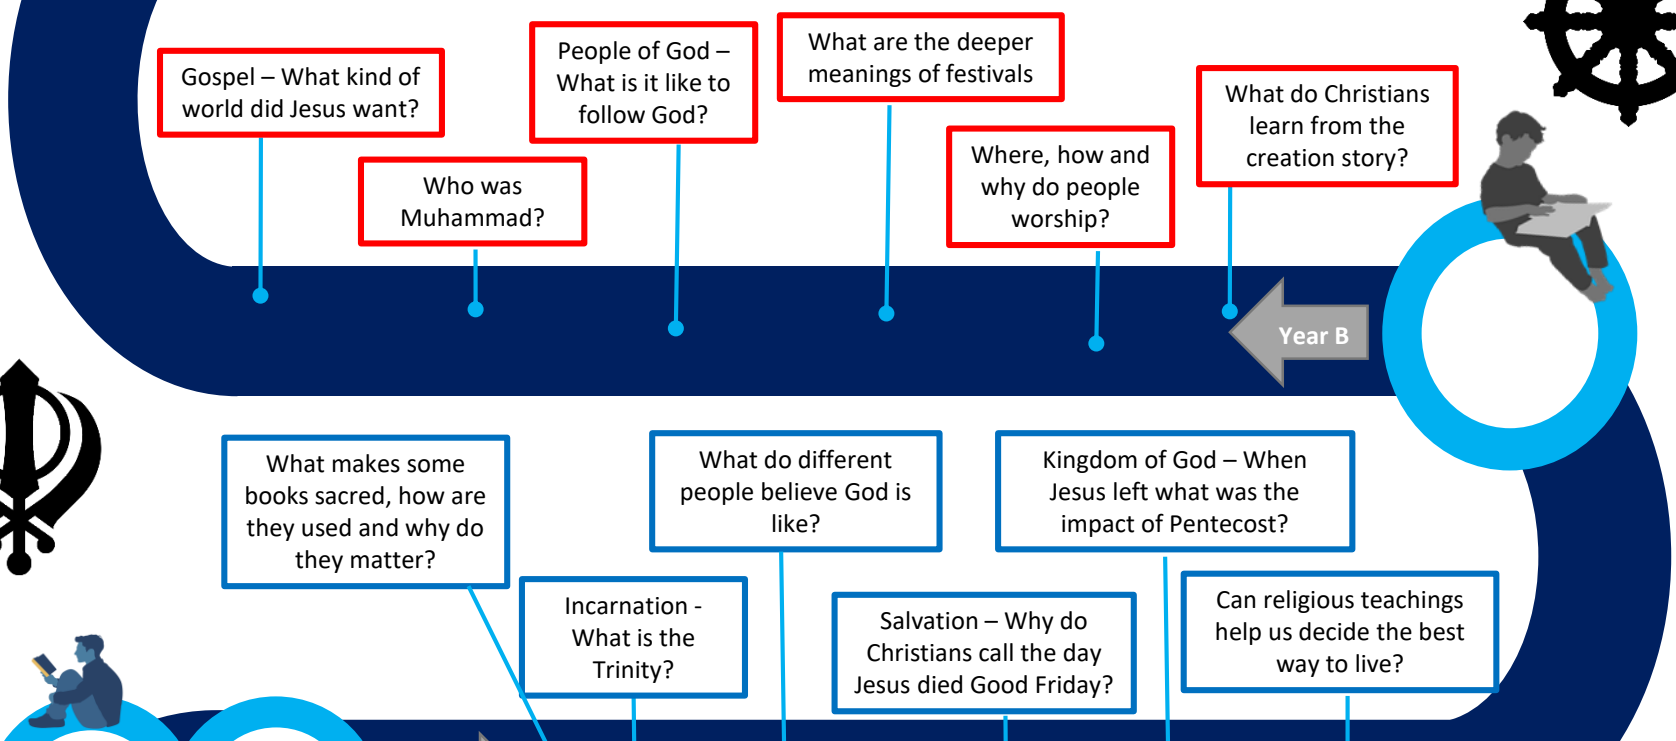 Gospel – What kind of
world did Jesus want?
Who was
Muhammad?
People of God –
What is it like to
follow God?
What are the deeper
meanings of festivals
Where, how and
why do people
worship?
What do Christians
learn from the
creation story?
Year B
What makes some
books sacred, how are
they used and why do
they matter?
Incarnation -
What is the
Trinity?
What do different
people believe God is
like?
Salvation – Why do
Christians call the day
Jesus died Good Friday?
Kingdom of God – When
Jesus left what was the
impact of Pentecost?
Can religious teachings
help us decide the best
way to live?